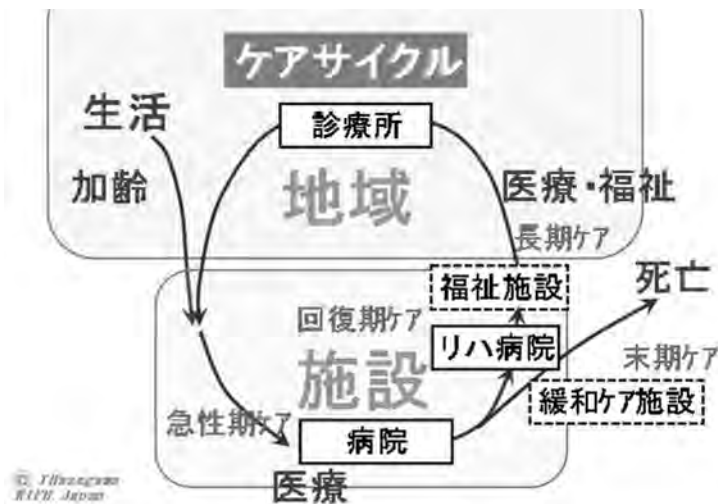 ケアサイクル
生活
診療所
加齢
地域
医療・福祉
長期ケア
福祉施設
死亡
回復期ケア
リハ病院
施設
末期ケア
緩和ケア施設
急性期ケア
病院
医療
Japan